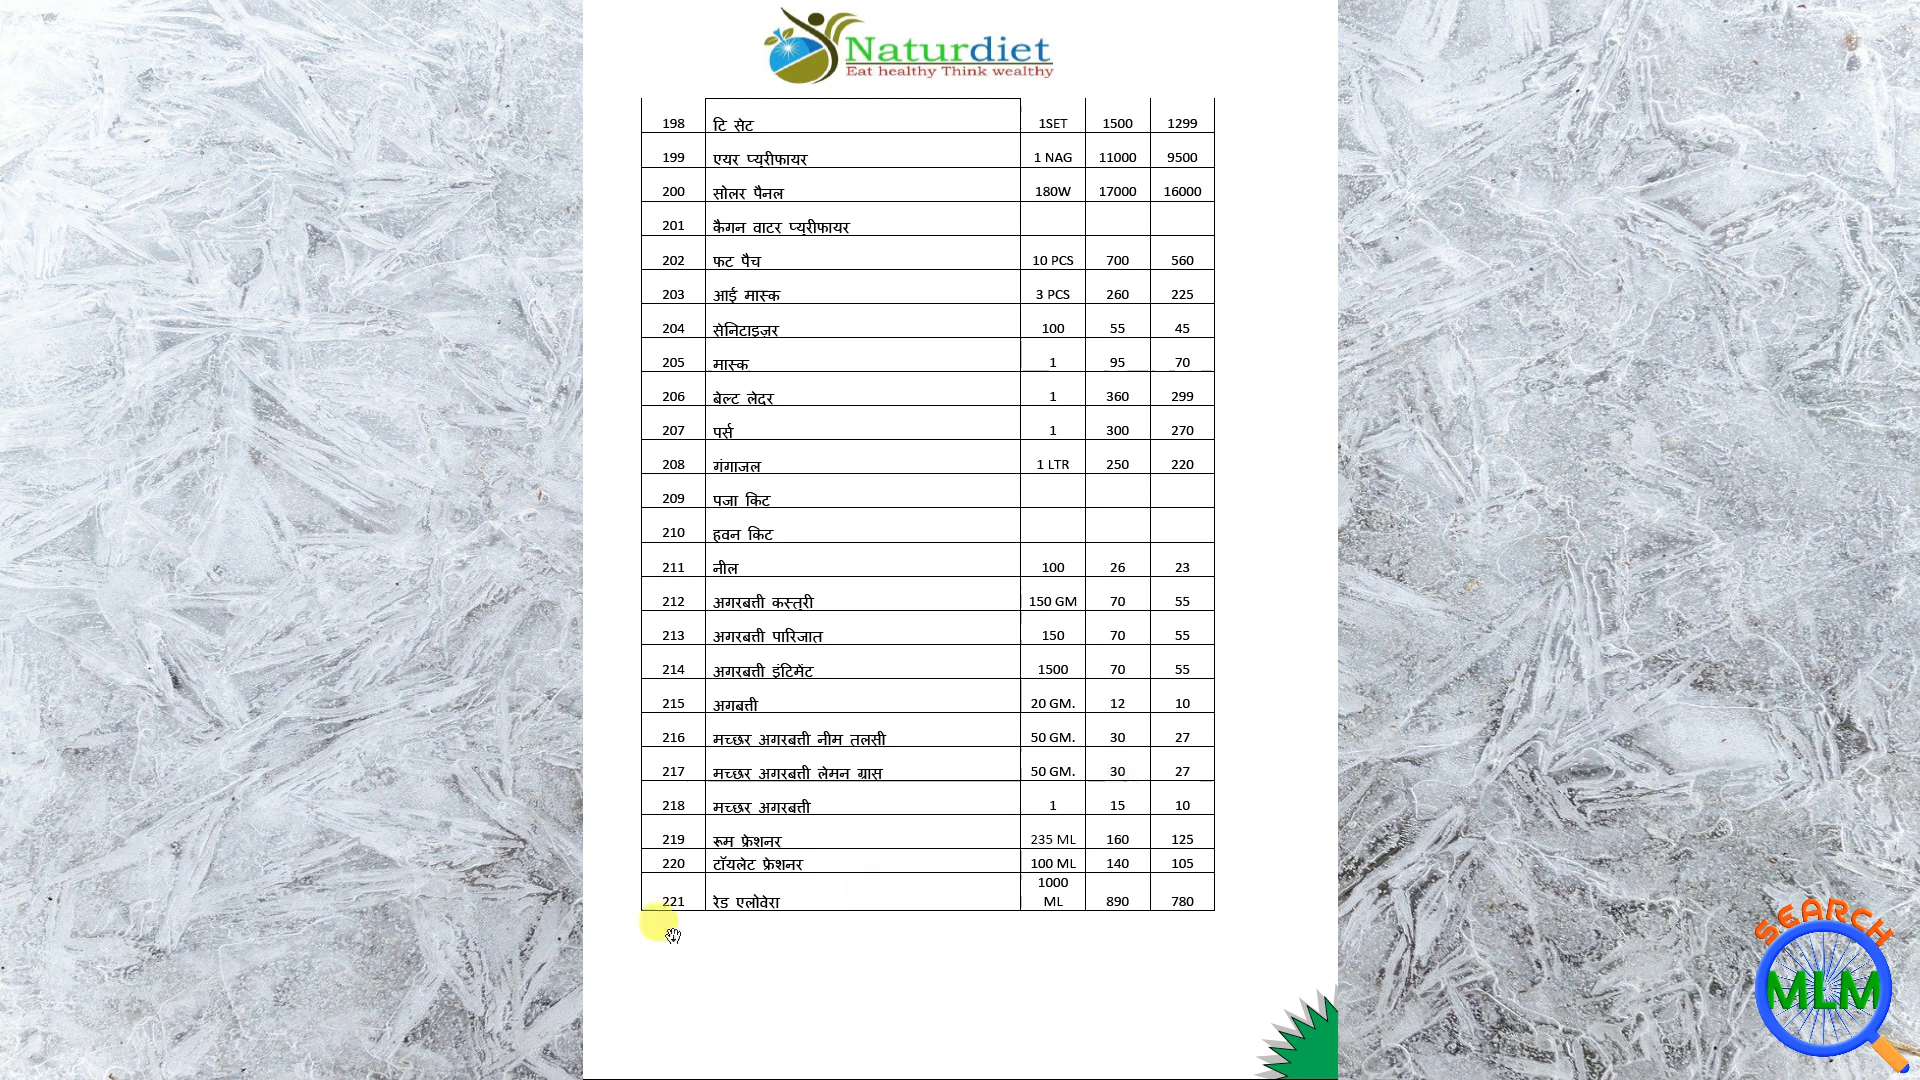 Naturdiet
Eat healthy Think wealthy
198 टि सेट 1SET 1500 1299
199 एयर प्यरीफायर 1 NAG 11000 9500
200 सोलर पैनल 180W 17000 16000
201 कैगन वाटर प्यरीफायर
202 फट पैच 10 PCS 700 560
203 आई मास्क 3 PCS 260 225
204 सेनिटाइज़र 100 55 45
205 मास्क 1 95 70
206 बेल्ट लेदर 1 360 299
207 पर्स 1 300 270
208 गंगाजल 1 LTR 250 220
209 पजा किट
210 हवन किट
211 नील 100 26 23
212 अगरबत्ती कस्तरी 150 GM 70 55
213 अगरबत्ती पारिजात 150 70 55
214 अगरबत्ती इंटिमेंट 1500 70 55
215 अगबत्ती 20 GM. 12 10
216 मच्छर अगरबत्ती नीम तलसी 50 GM. 30 27
217 मच्छर अगरबत्ती लेमन ग्रास 50 GM. 30 27
218 मच्छर अगरबत्ती 1 15 10
219 रूम फ्रेशनर 235 ML 160 125
220 टॉयलेट फ्रेशनर 100 ML 140 105
221 रेड एलोवेरा 1000 ML 890 780
SEARCH
MLM